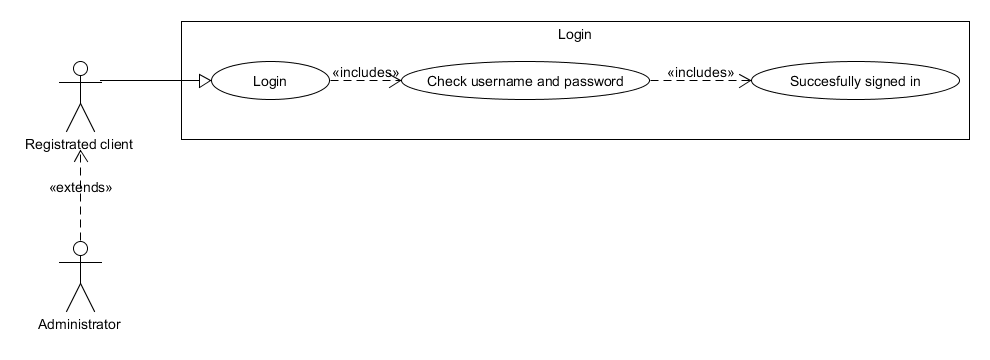 Login
Login
«includes»
Check username and password
«includes»
Succesfully signed in
Registrated client
«extends»
Administrator